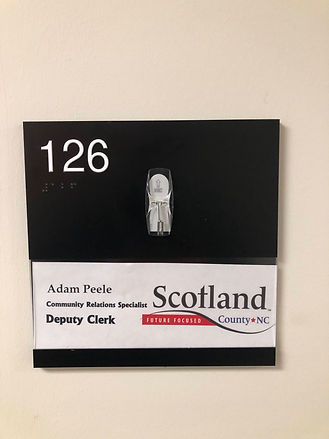 126
Adam Peele
Community Relations Specialist
Deputy Clerk
Scotland
FUTURE FOCUSED
County★NC